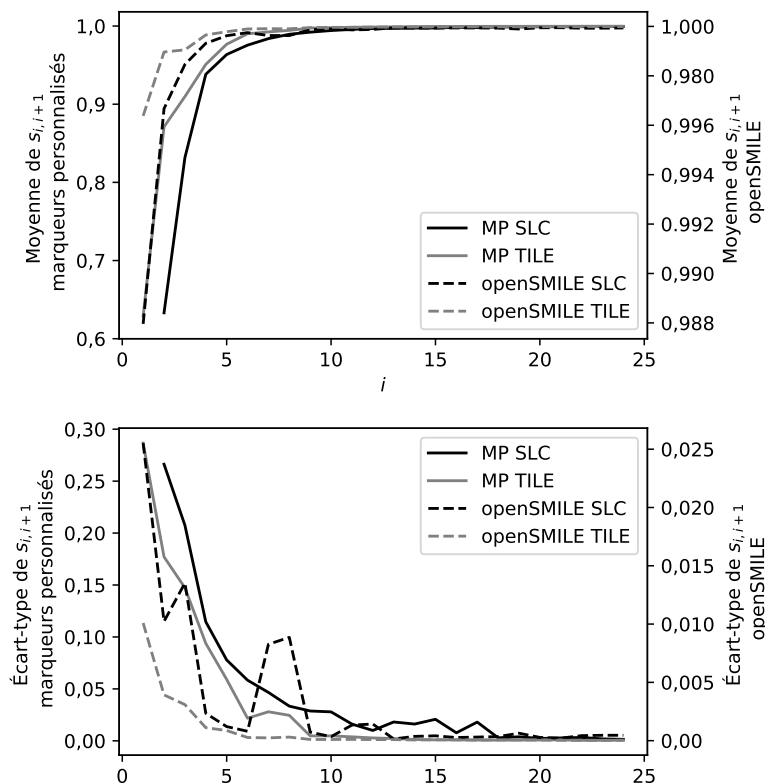 1,0
0,9
0,8
0,7
0,6
Moyenne de s_{i,i+1}
marqueurs personnalisés
1,000
0,980
0,996
0,994
0,992
0,990
0,988
Moyenne de s_{i,i+1}
openSMILE
MP SLC
MP TILE
openSMILE SLC
openSMILE TILE
0 5 10 15 20 25
i
0,30
0,25
0,20
0,15
0,10
0,05
0,00
Écart-type de s_{i,i+1}
marqueurs personnalisés
0,025
0,020
0,015
0,010
0,005
0,00
Écart-type de s_{i,i+1}
openSMILE
MP SLC
MP TILE
openSMILE SLC
openSMILE TILE
0 5 10 15 20 25